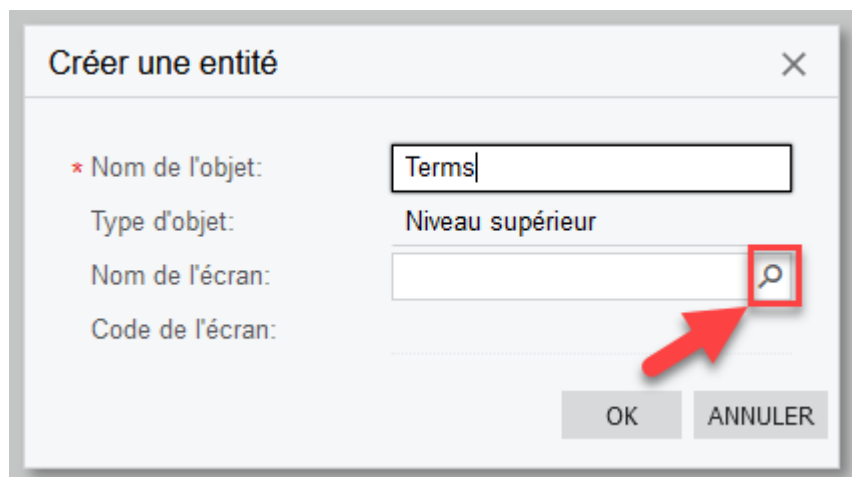 Créer une entité
* Nom de l'objet: Terms
Type d'objet: Niveau supérieur
Nom de l'écran:
Code de l'écran:
OK ANNULER